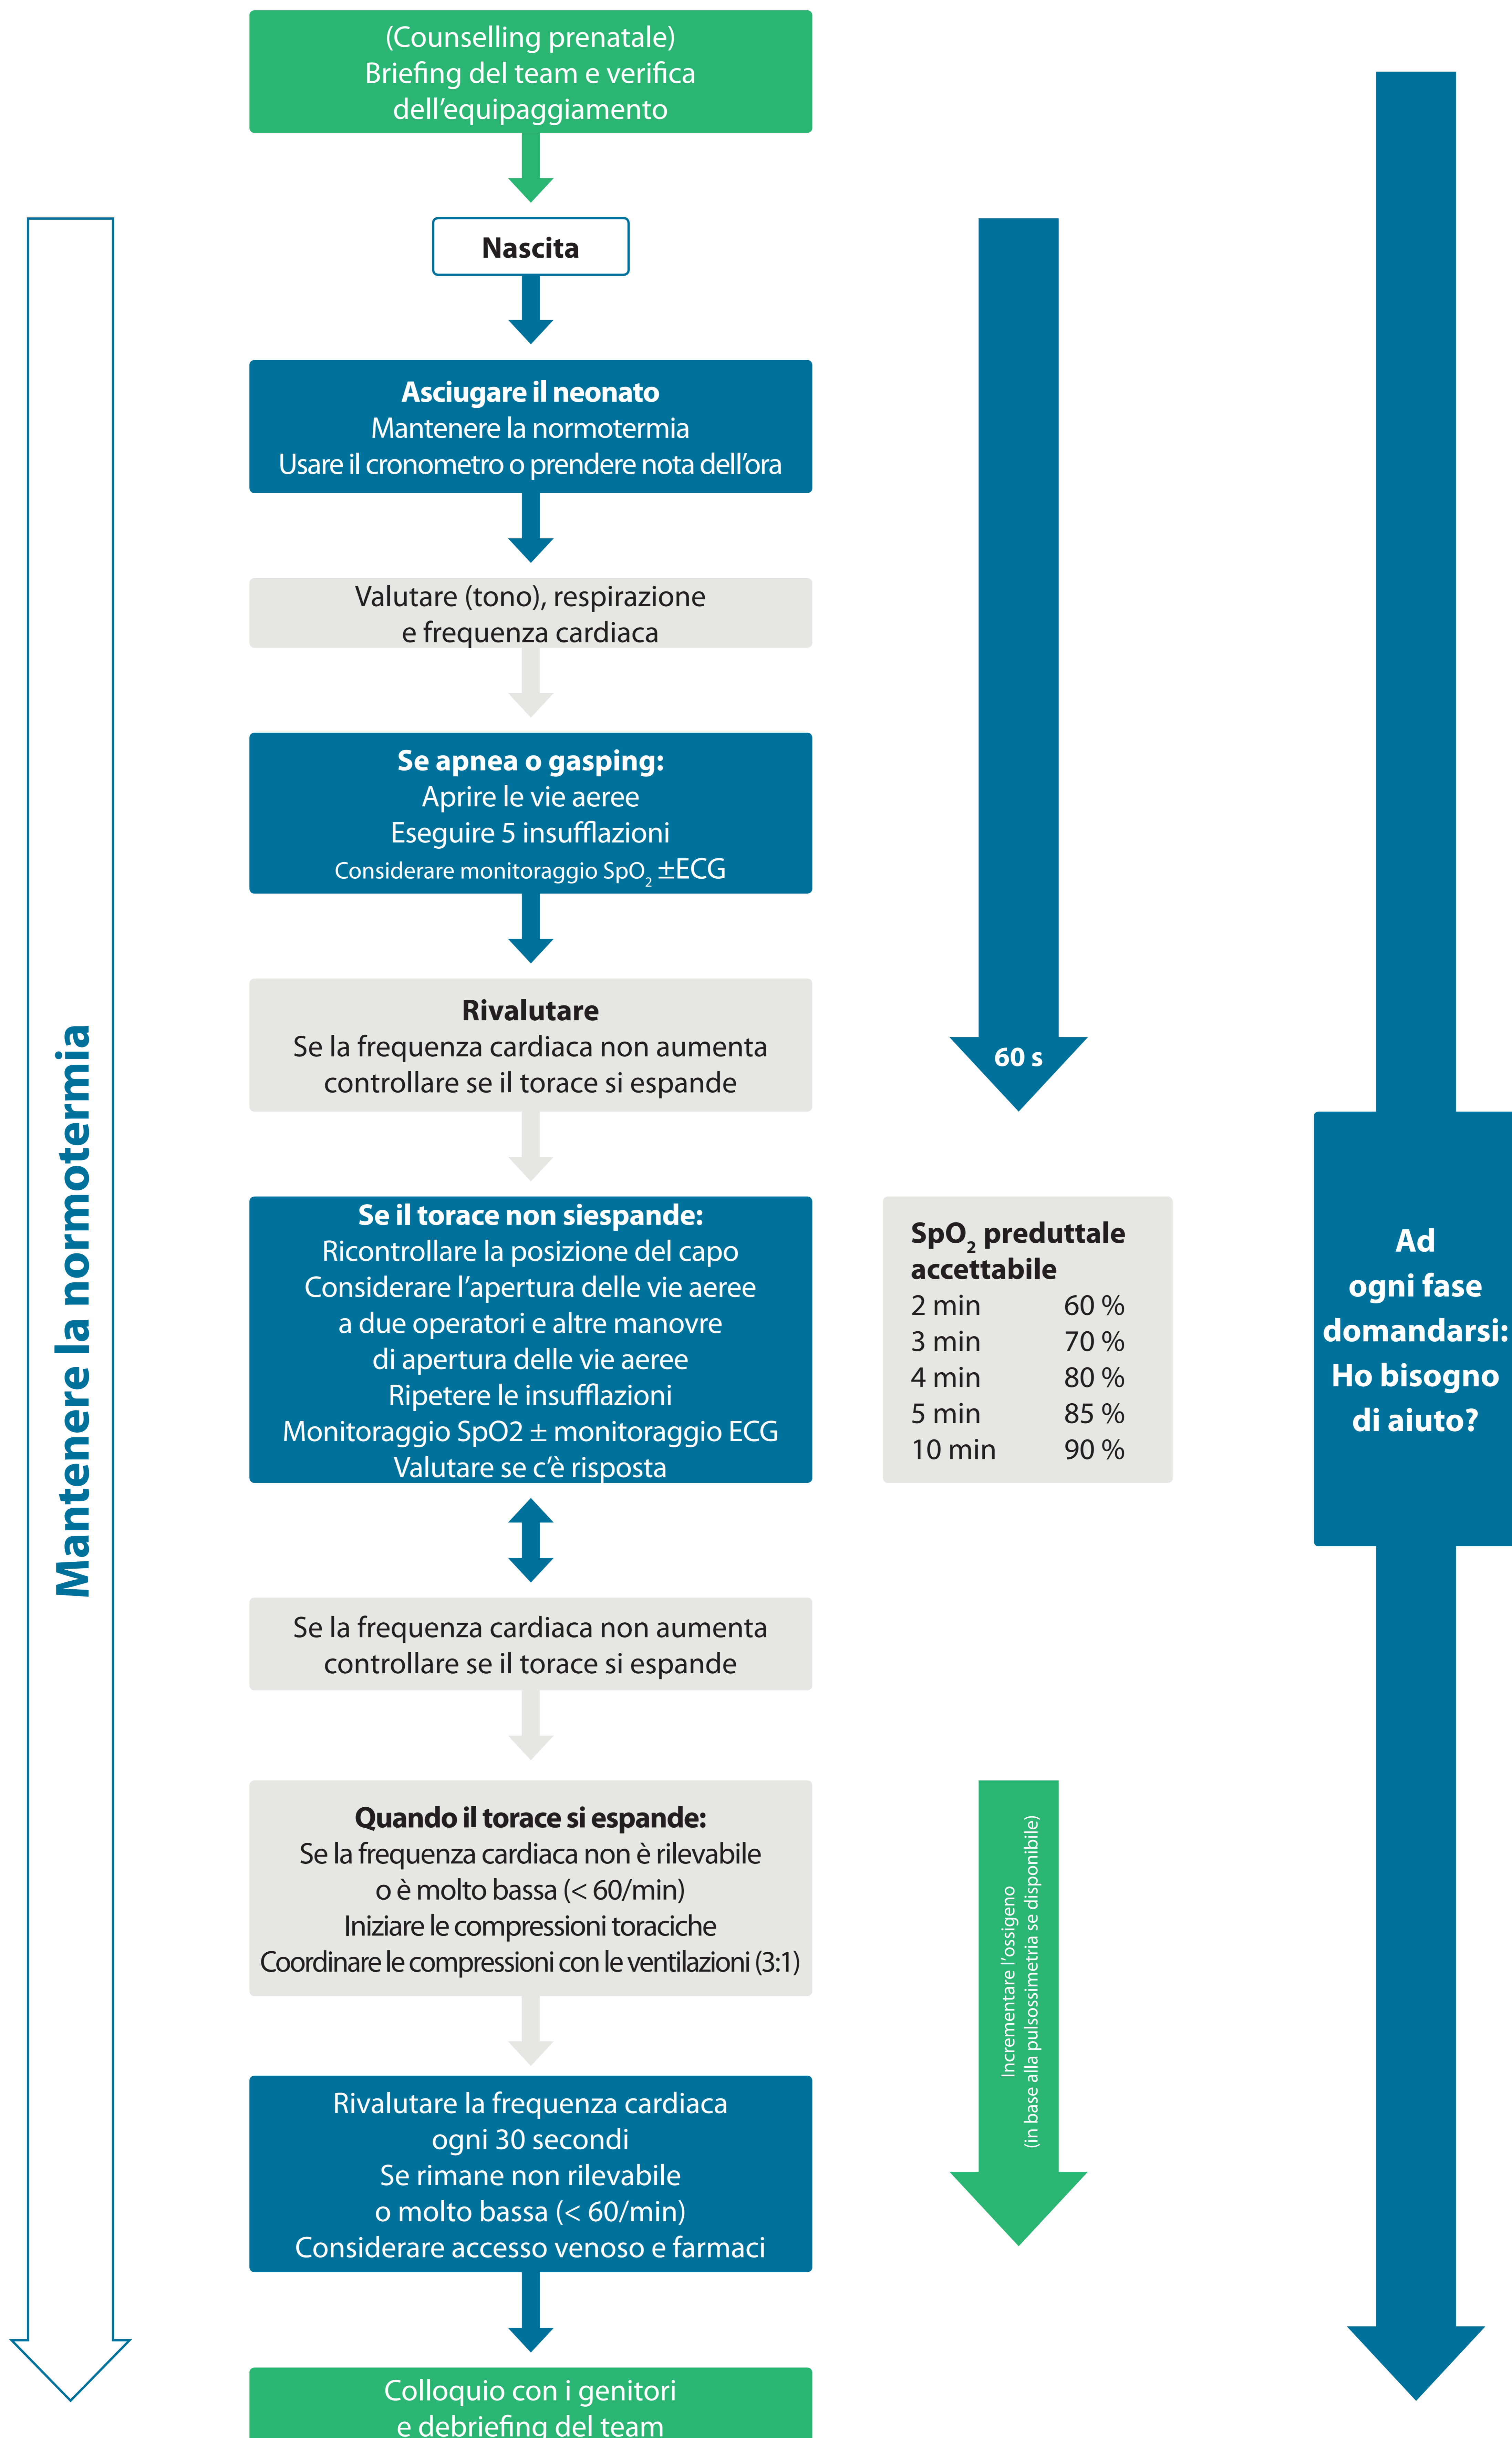 (Counselling prenatale)
Briefing del team e verifica
dell’equipaggiamento
Nascita
Asciugare il neonato
Mantenere la normotermia
Usare il cronometro o prendere nota dell’ora
Valutare (tono), respirazione
e frequenza cardiaca
Se apnea o gasping:
Aprire le vie aeree
Eseguire 5 insufflazioni
Considerare monitoraggio SpO₂ ±ECG
Rivalutare
Se la frequenza cardiaca non aumenta
controllare se il torace si espande
Se il torace non siespande:
Ricontrollare la posizione del capo
Considerare l’apertura delle vie aeree
a due operatori e altre manovre
di apertura delle vie aeree
Ripetere le insufflazioni
Monitoraggio SpO2 ± monitoraggio ECG
Valutare se c’è risposta
Se la frequenza cardiaca non aumenta
controllare se il torace si espande
Quando il torace si espande:
Se la frequenza cardiaca non è rilevabile
o è molto bassa (< 60/min)
Iniziare le compressioni toraciche
Coordinare le compressioni con le ventilazioni (3:1)
Rivalutare la frequenza cardiaca
ogni 30 secondi
Se rimane non rilevabile
o molto bassa (< 60/min)
Considerare accesso venoso e farmaci
Colloquio con i genitori
e debriefing del team
Mantenere la normotermia
60 s
SpO₂ preduttale
accettabile
2 min 60 %
3 min 70 %
4 min 80 %
5 min 85 %
10 min 90 %
Incrementare l’ossigeno
(in base alla pulsossimetria se disponibile)
Ad
ogni fase
domandarsi:
Ho bisogno
di aiuto?